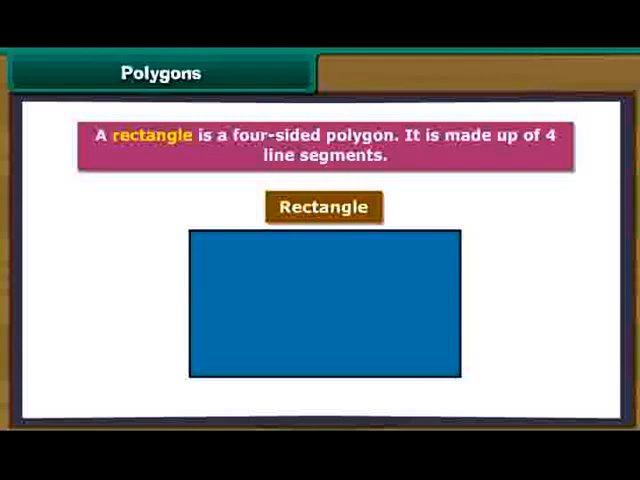 Polygons
A rectangle is a four-sided polygon. It is made up of 4
line segments.
Rectangle